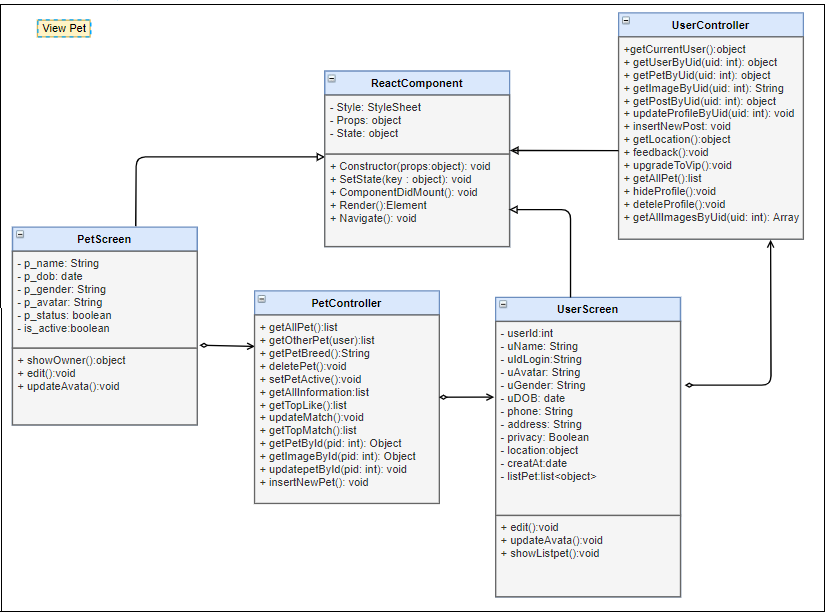 View Pet
UserController
+getCurrentUser():object
+ getUserByUid(uid: int): object
+ getPetByUid(uid: int): object
+ getImageByUid(uid: int): String
+ getPostByUid(uid: int): object
+ updateProfileByUid(uid: int): void
+ insertNewPost: void
+ getLocation():object
+ feedback():void
+ upgradeToVip():void
+ getAllPet():list
+ hideProfile():void
+ deteleProfile():void
+ getAllImagesByUid(uid: int): Array
ReactComponent
- Style: StyleSheet
- Props: object
- State: object
+ Constructor(props:object): void
+ SetState(key : object): void
+ ComponentDidMount(): void
+ Render():Element
+ Navigate(): void
PetScreen
- p_name: String
- p_dob: date
- p_gender: String
- p_avatar: String
- p_status: boolean
- is_active:boolean
+ showOwner():object
+ edit():void
+ updateAvata():void
PetController
+ getAllPet():list
+ getOtherPet(user):list
+ getPetBreed():String
+ deletePet():void
+ setPetActive():void
+ getAllInformation:list
+ getTopLike():list
+ updateMatch():void
+ getTopMatch():list
+ getPetById(pid: int): Object
+ getImageById(pid: int): Object
+ updatepetById(pid: int): void
+ insertNewPet(): void
UserScreen
- userId:int
- uName: String
- uIdLogin:String
- uAvatar: String
- uGender: String
- uDOB: date
- phone: String
- address: String
- privacy: Boolean
- location:object
- creatAt:date
- listPet:list<object>
+ edit():void
+ updateAvata():void
+ showListpet():void